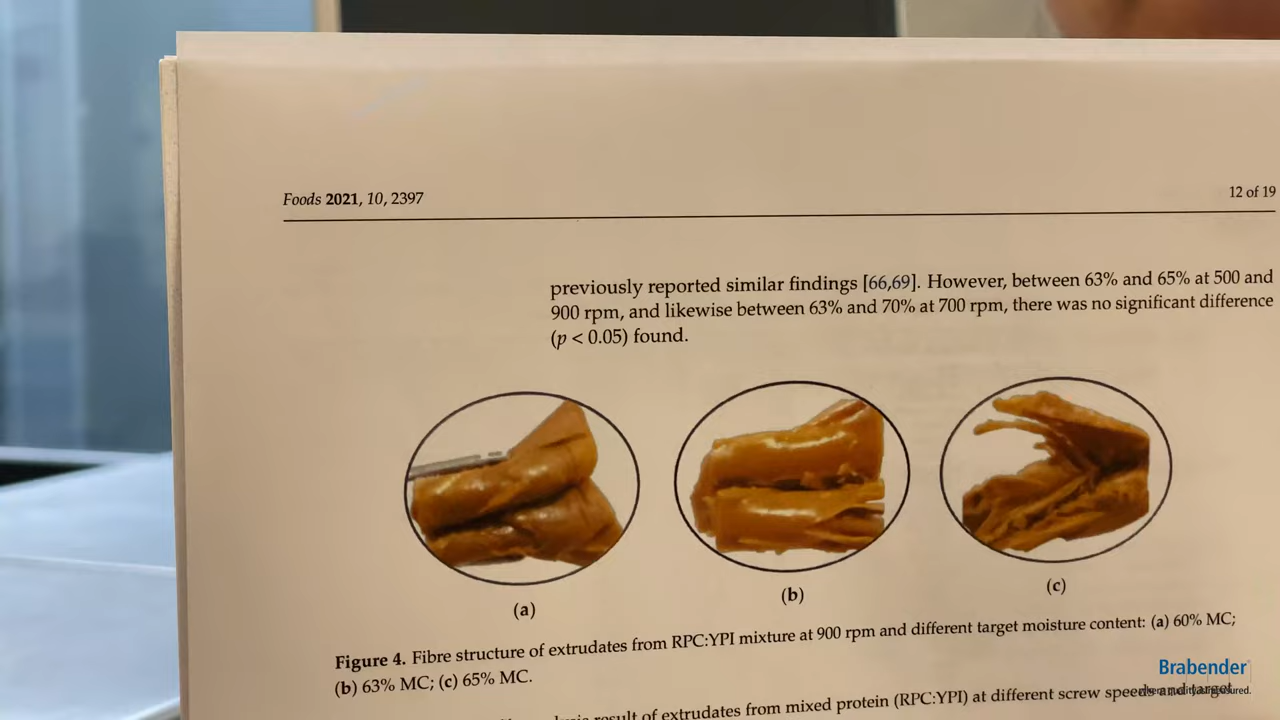 Foods 2021, 10, 2397
12 of 19
previously reported similar findings [66,69]. However, between 63% and 65% at 500 and
900 rpm, and likewise between 63% and 70% at 700 rpm, there was no significant difference
(p < 0.05) found.
(a)
(b)
(c)
Figure 4. Fibre structure of extrudates from RPC:YPI mixture at 900 rpm and different target moisture content: (a) 60% MC;
(b) 63% MC; (c) 65% MC.
result of extrudates from mixed protein (RPC:YPI) at different screw speeds and target
Brabender